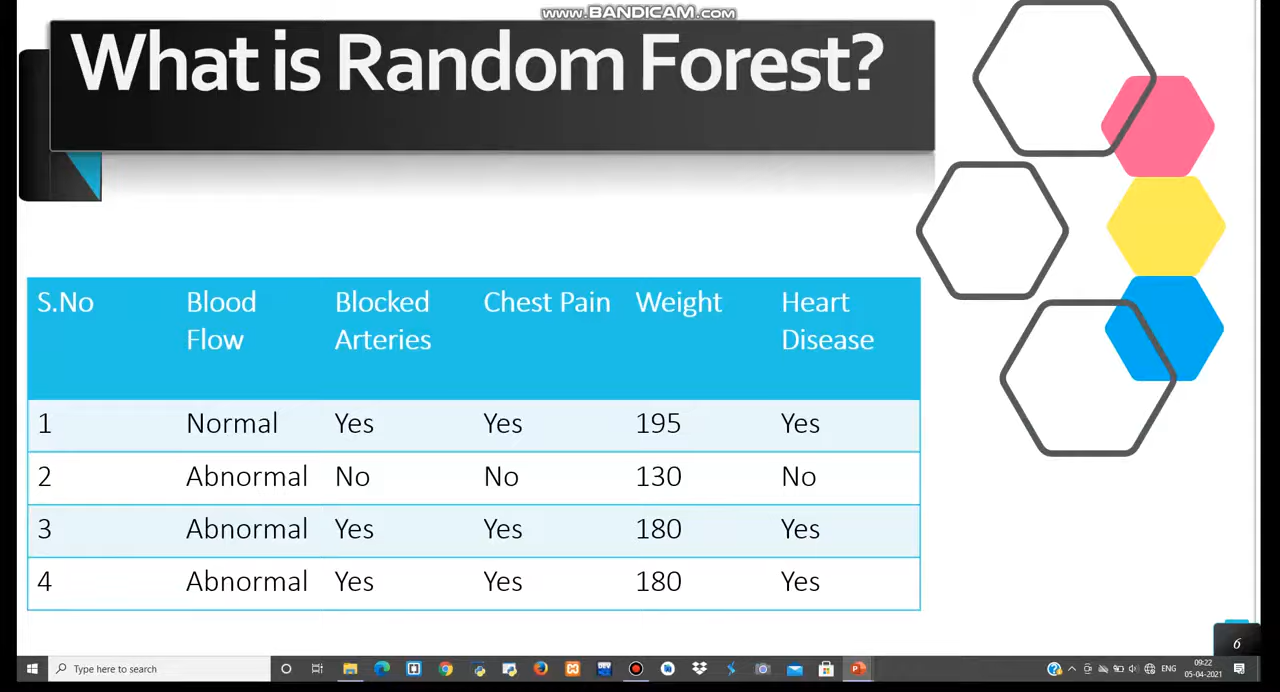 www.BANDICAM.com
What is Random Forest?
S.No Blood Flow Blocked Arteries Chest Pain Weight Heart Disease
1 Normal Yes Yes 195 Yes
2 Abnormal No No 130 No
3 Abnormal Yes Yes 180 Yes
4 Abnormal Yes Yes 180 Yes
6
Type here to search
ENG
09:22
05-04-2021